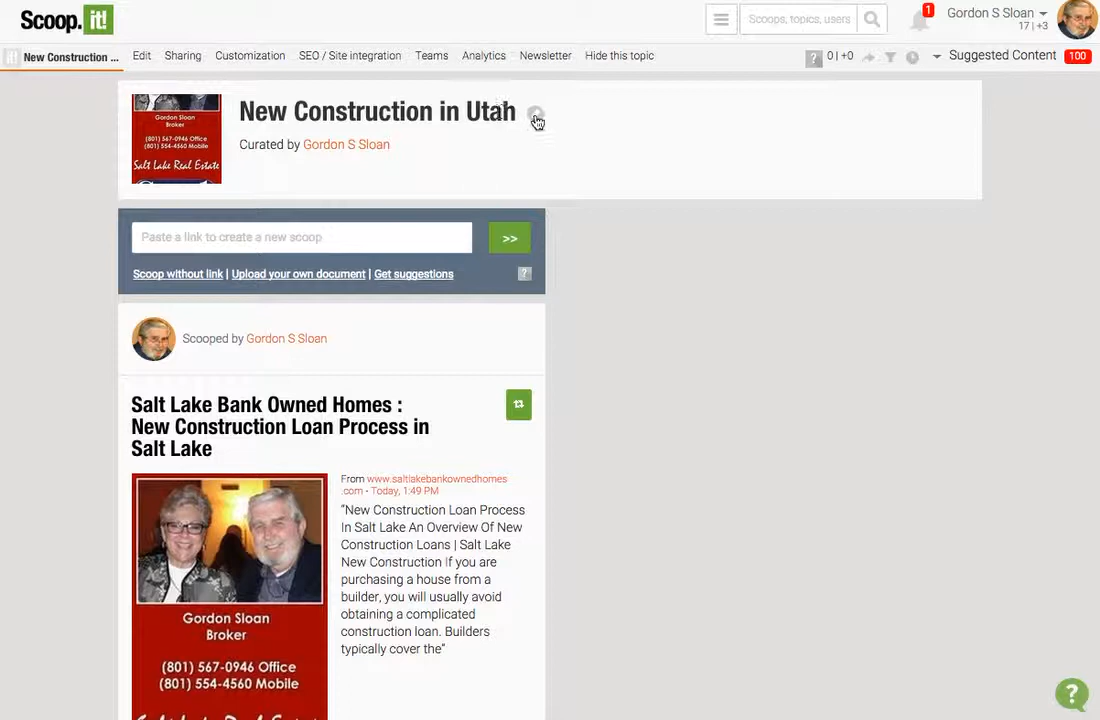 Scoop.it!
Scoops, topics, users
1
Gordon S Sloan
17 | +3
it! New Construction ...
Edit
Sharing
Customization
SEO / Site integration
Teams
Analytics
Newsletter
Hide this topic
?
0 | +0
Suggested Content
100
Gordon Sloan
Broker
(801) 567-0946 Office
(801) 554-4560 Mobile
Salt Lake Real Estate
New Construction in Utah
Curated by Gordon S Sloan
Paste a link to create a new scoop
>>
Scoop without link | Upload your own document | Get suggestions
?
Scooped by Gordon S Sloan
Salt Lake Bank Owned Homes :
New Construction Loan Process in
Salt Lake
From www.saltlakebankownedhomes
.com - Today, 1:49 PM
"New Construction Loan Process
In Salt Lake An Overview Of New
Construction Loans | Salt Lake
New Construction If you are
purchasing a house from a
builder, you will usually avoid
obtaining a complicated
construction loan. Builders
typically cover the"
Gordon Sloan
Broker
(801) 567-0946 Office
(801) 554-4560 Mobile
?